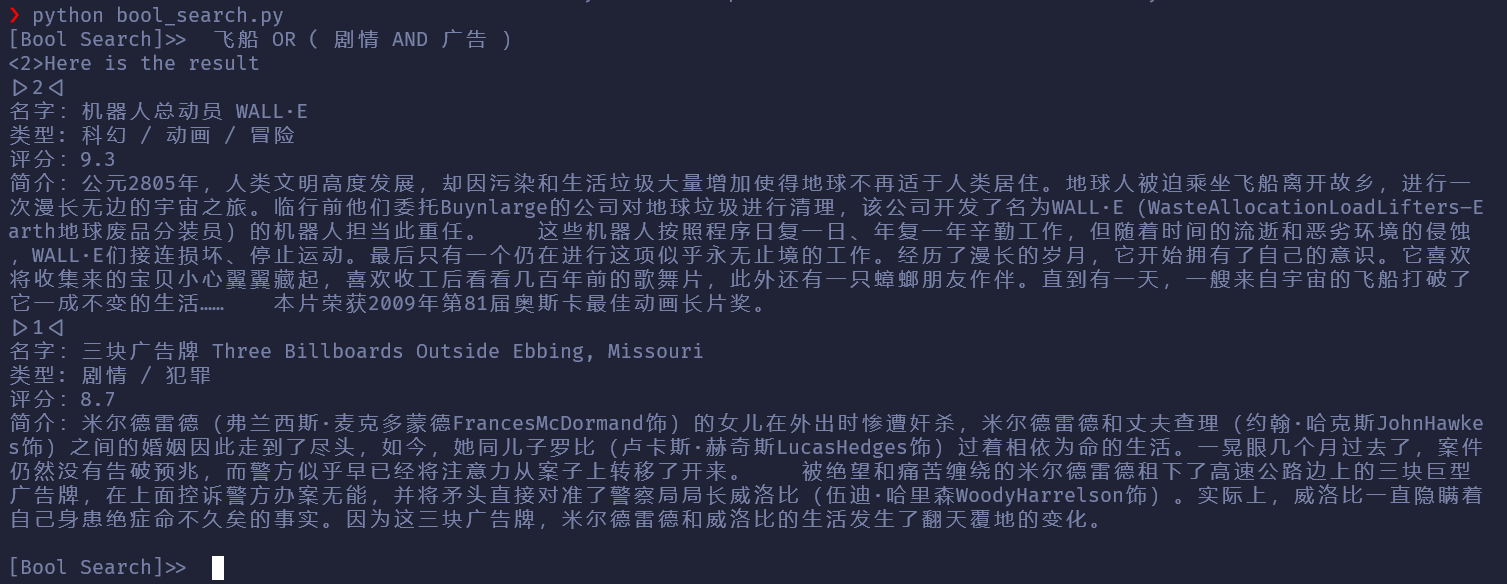 ❯ python bool_search.py
[Bool Search]>>  飞船 OR ( 剧情 AND 广告 )
<2>Here is the result
▷2◁
名字: 机器人总动员 WALL·E
类型: 科幻 / 动画 / 冒险
评分: 9.3
简介: 公元2805年，人类文明高度发展，却因污染和生活垃圾大量增加使得地球不再适于人类居住。地球人被迫乘坐飞船离开故乡，进行一
次漫长无边的宇宙之旅。临行前他们委托Buynlarge的公司对地球垃圾进行清理，该公司开发了名为WALL·E（WasteAllocationLoadLifters–E
arth地球废品分装员）的机器人担当此重任。    这些机器人按照程序日复一日、年复一年辛勤工作，但随着时间的流逝和恶劣环境的侵蚀
，WALL·E们接连损坏、停止运动。最后只有一个仍在进行这项似乎永无止境的工作。经历了漫长的岁月，它开始拥有了自己的意识。它喜欢
将收集来的宝贝小心翼翼藏起，喜欢收工后看看几百年前的歌舞片，此外还有一只蟑螂朋友作伴。直到有一天，一艘来自宇宙的飞船打破了
它一成不变的生活……    本片荣获2009年第81届奥斯卡最佳动画长片奖。
▷1◁
名字: 三块广告牌 Three Billboards Outside Ebbing, Missouri
类型: 剧情 / 犯罪
评分: 8.7
简介: 米尔德雷德（弗兰西斯·麦克多蒙德FrancesMcDormand饰）的女儿在外出时惨遭奸杀，米尔德雷德和丈夫查理（约翰·哈克斯JohnHawke
s饰）之间的婚姻因此走到了尽头，如今，她同儿子罗比（卢卡斯·赫奇斯LucasHedges饰）过着相依为命的生活。一晃眼几个月过去了，案件
仍然没有告破预兆，而警方似乎早已经将注意力从案子上转移了开来。    被绝望和痛苦缠绕的米尔德雷德租下了高速公路边上的三块巨型
广告牌，在上面控诉警方办案无能，并将矛头直接对准了警察局局长威洛比（伍迪·哈里森WoodyHarrelson饰）。实际上，威洛比一直隐瞒着
自己身患绝症命不久矣的事实。因为这三块广告牌，米尔德雷德和威洛比的生活发生了翻天覆地的变化。
[Bool Search]>>